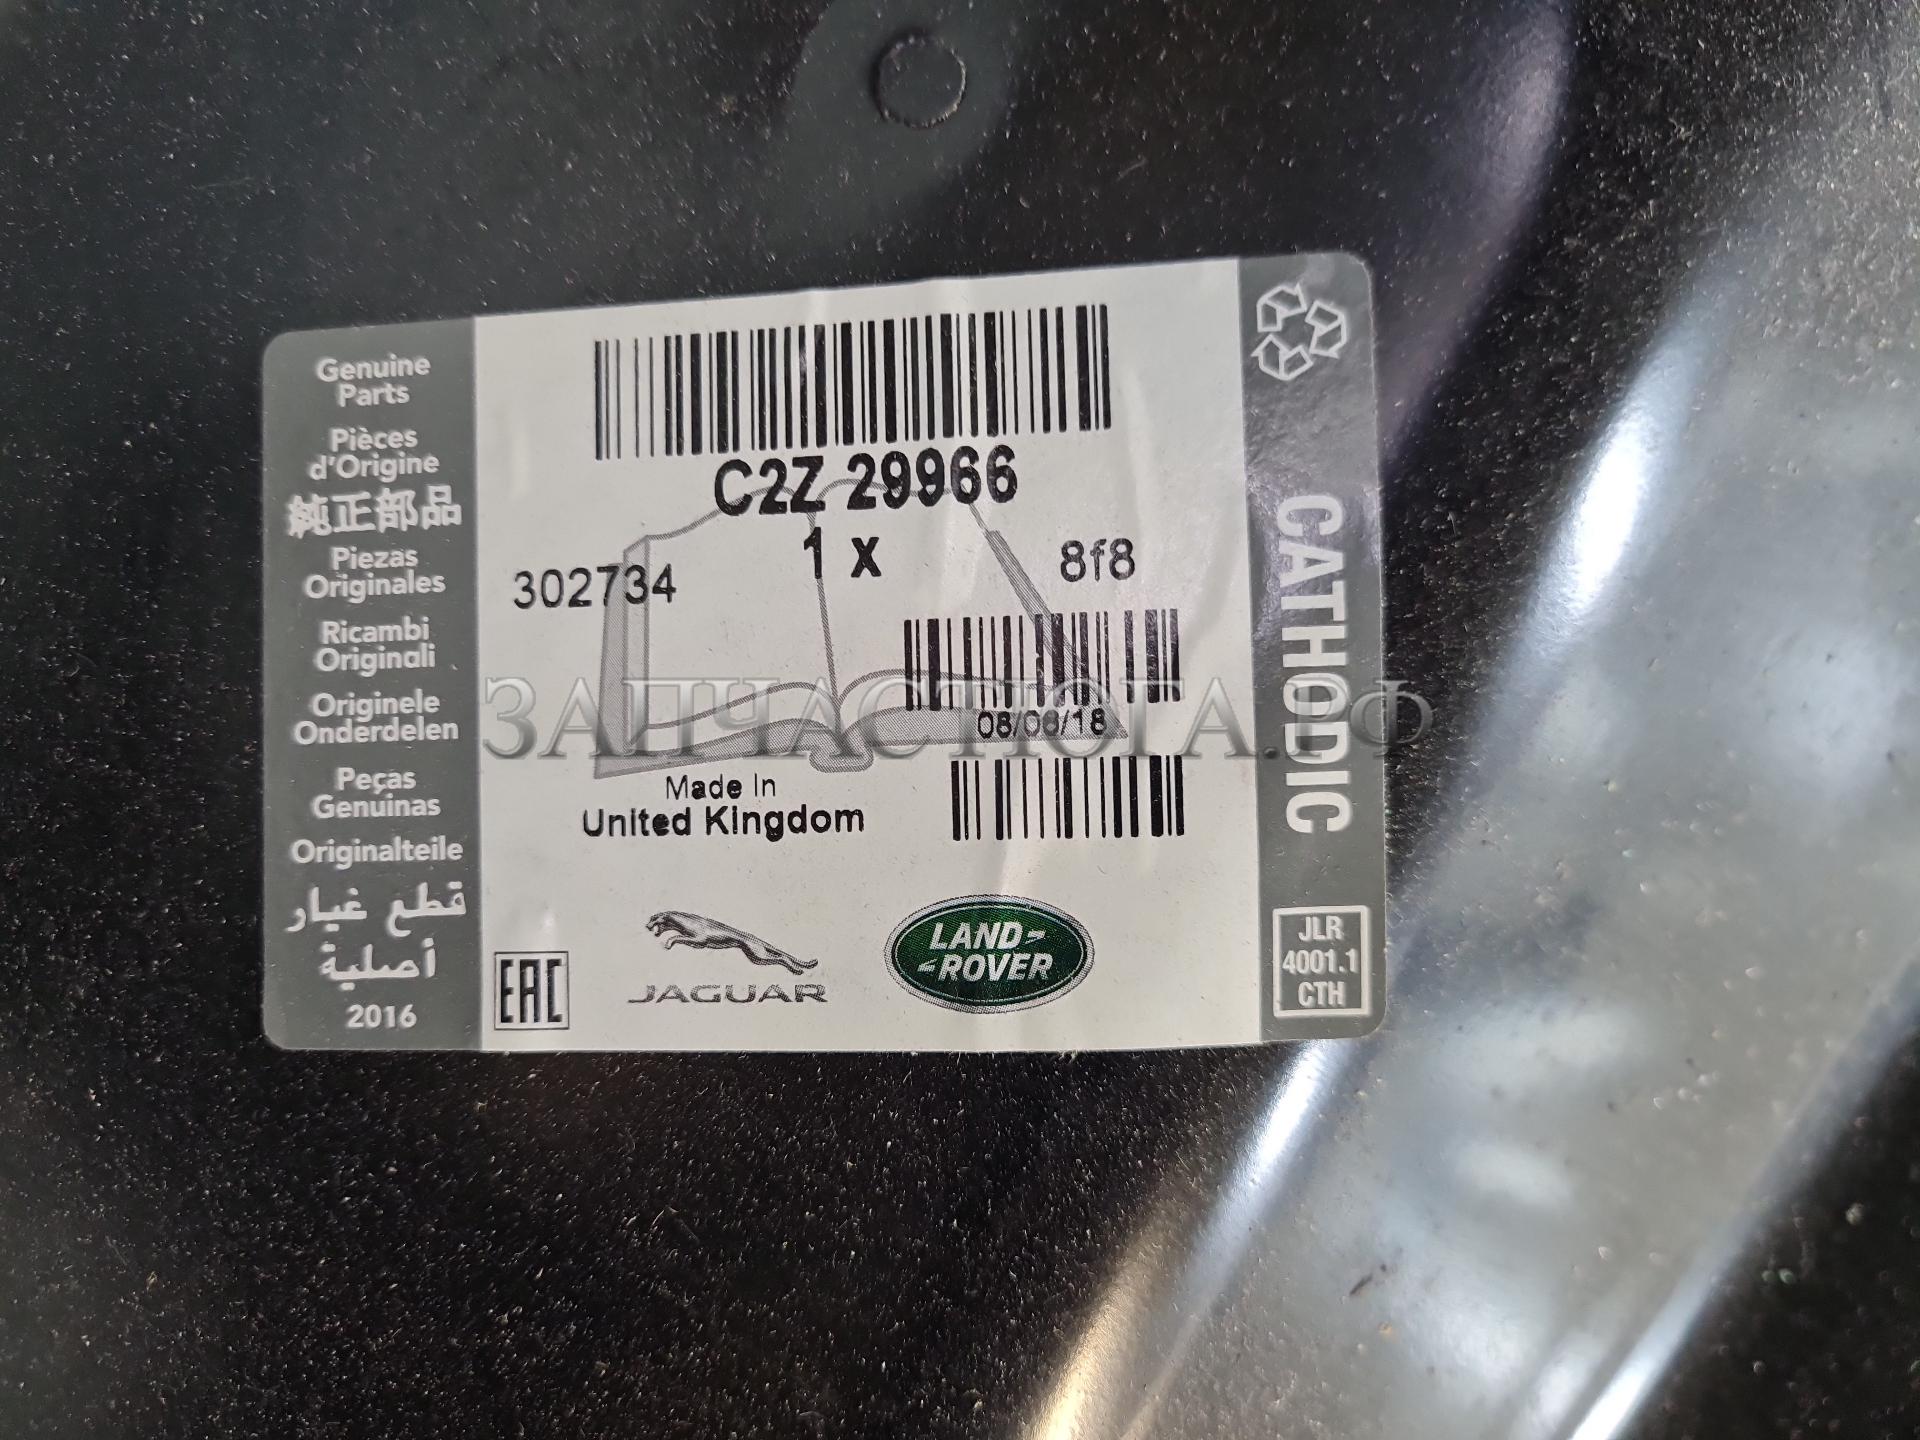 Genuine
Parts
Pièces
d'Origine
純正部品
Piezas
Originales
Ricambi
Originali
Originele
Onderdelen
Peças
Genuinas
Originalteile
قطع غيار
أصلية
2016
C2Z 29966
1 x
302734
8f8
08/08/18
Made In
United Kingdom
EAC
JAGUAR
LAND-
-ROVER
CATHODIC
JLR
4001.1
CTH
ЗАПЧАСТЮГА.РФ